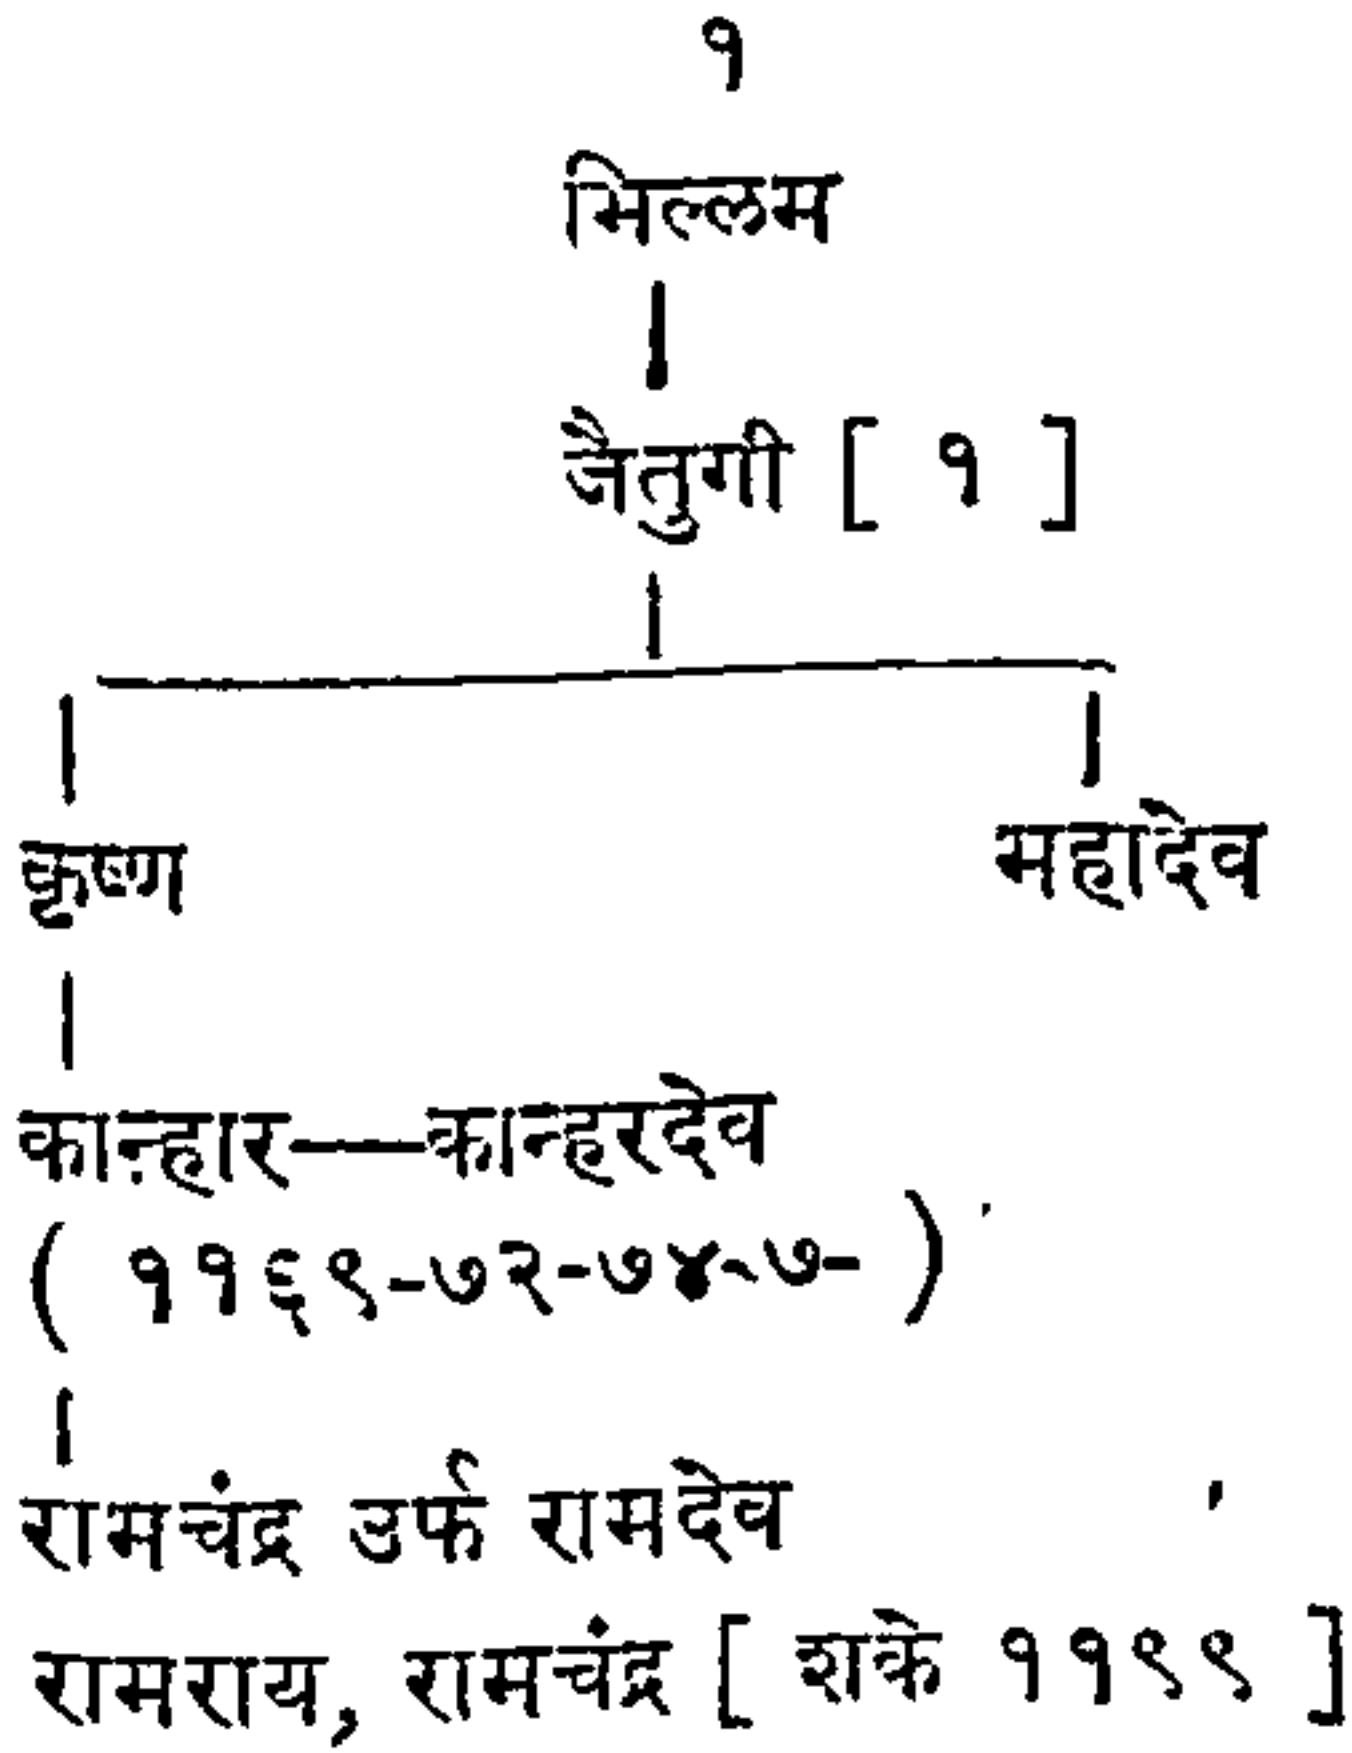 १
भिल्लम
जैतुगी [ १ ]
कृष्ण महादेव
कान्हार—कान्हरदेव
( ११६९-७२-७४-७- )
रामचंद्र उर्फ रामदेव
रामराय, रामचंद्र [ शके ११९९ ]